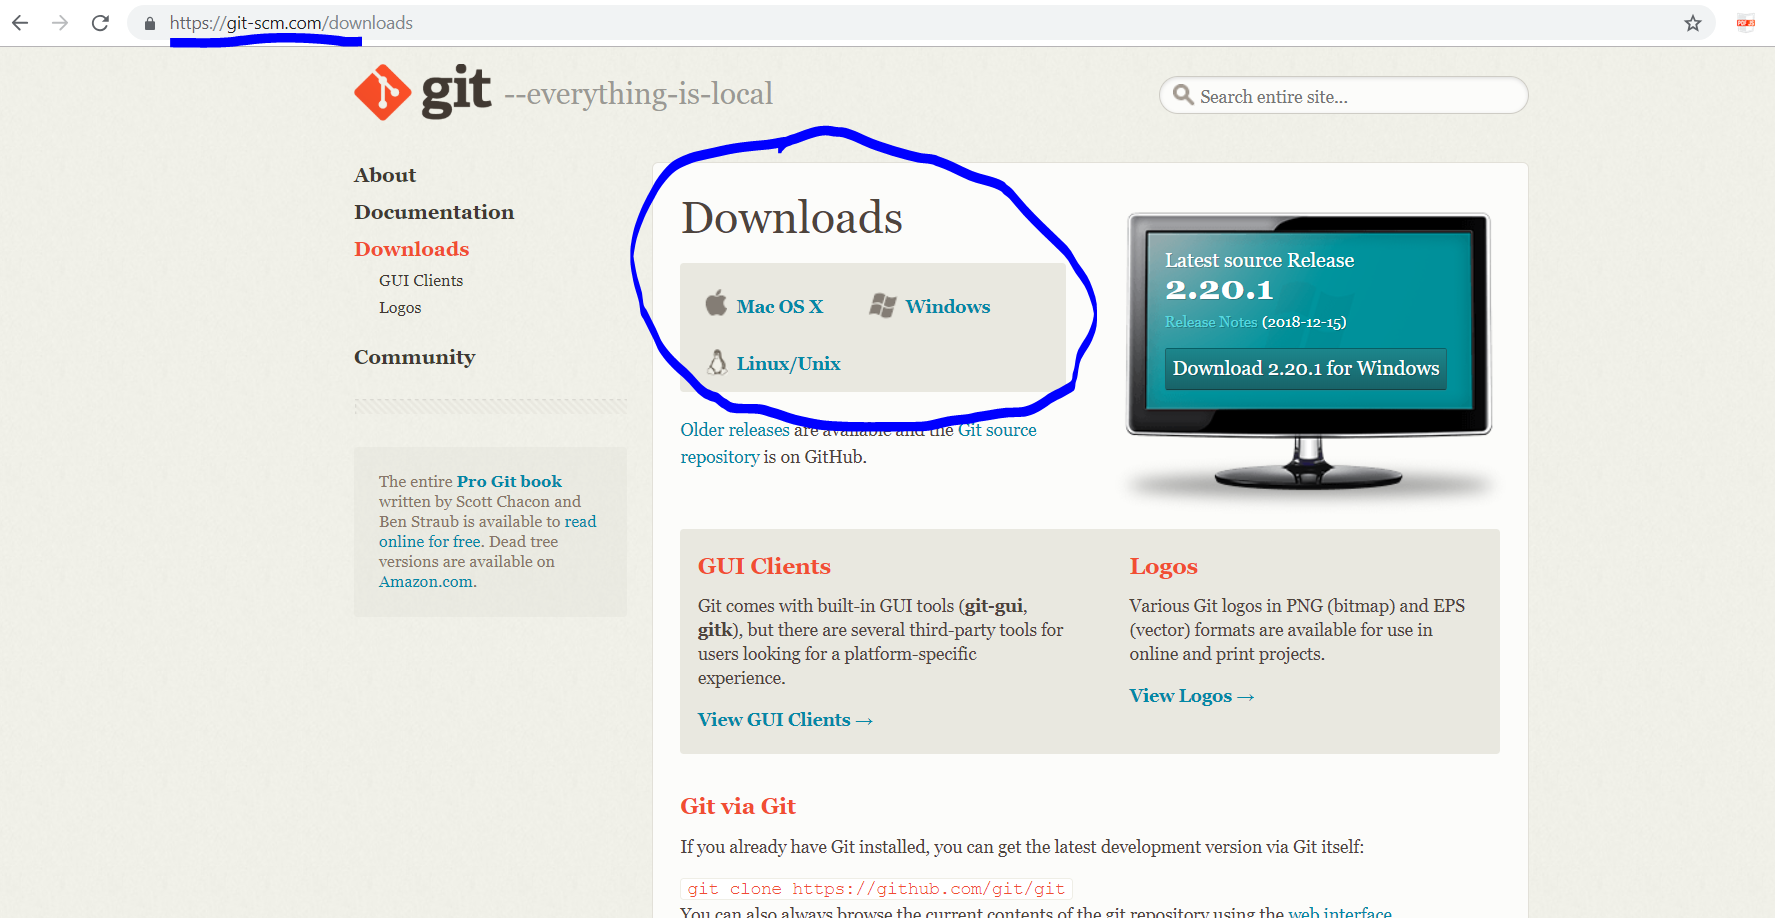 https://git-scm.com/downloads
git --everything-is-local
Search entire site...
About
Documentation
Downloads
GUI Clients
Logos
Community
The entire Pro Git book
written by Scott Chacon and
Ben Straub is available to read
online for free. Dead tree
versions are available on
Amazon.com.
Downloads
Mac OS X
Windows
Linux/Unix
Older releases are available and the Git source
repository is on GitHub.
Latest source Release
2.20.1
Release Notes (2018-12-15)
Download 2.20.1 for Windows
GUI Clients
Git comes with built-in GUI tools (git-gui,
gitk), but there are several third-party tools for
users looking for a platform-specific
experience.
View GUI Clients →
Logos
Various Git logos in PNG (bitmap) and EPS
(vector) formats are available for use in
online and print projects.
View Logos →
Git via Git
If you already have Git installed, you can get the latest development version via Git itself:
git clone https://github.com/git/git
You can also always browse the current contents of the git repository using the web interface.